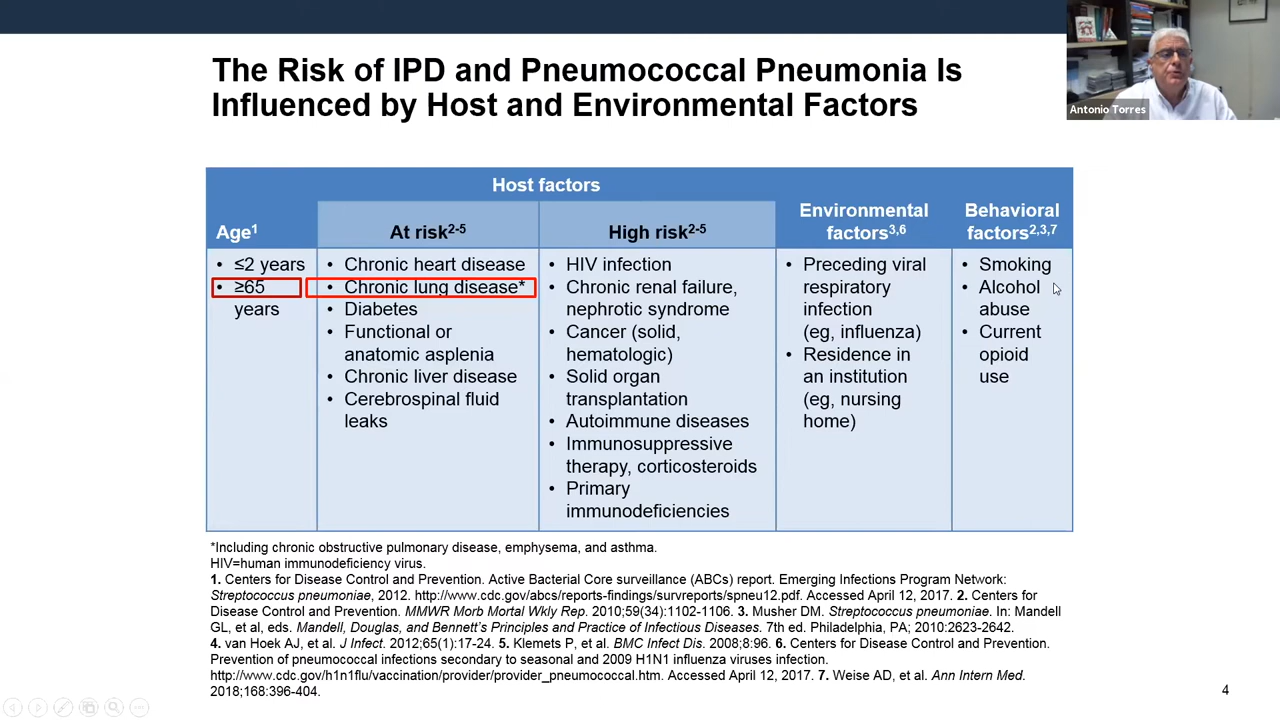 The Risk of IPD and Pneumococcal Pneumonia Is
Influenced by Host and Environmental Factors
Antonio Torres
Host factors
Age1
At risk2-5
High risk2-5
Environmental
factors3,6
Behavioral
factors2,3,7
• ≤2 years
• ≥65
years
• Chronic heart disease
• Chronic lung disease*
• Diabetes
• Functional or
anatomic asplenia
• Chronic liver disease
• Cerebrospinal fluid
leaks
• HIV infection
• Chronic renal failure,
nephrotic syndrome
• Cancer (solid,
hematologic)
• Solid organ
transplantation
• Autoimmune diseases
• Immunosuppressive
therapy, corticosteroids
• Primary
immunodeficiencies
• Preceding viral
respiratory
infection
(eg, influenza)
• Residence in
an institution
(eg, nursing
home)
• Smoking
• Alcohol
abuse
• Current
opioid
use
*Including chronic obstructive pulmonary disease, emphysema, and asthma.
HIV=human immunodeficiency virus.
1. Centers for Disease Control and Prevention. Active Bacterial Core surveillance (ABCs) report. Emerging Infections Program Network:
Streptococcus pneumoniae, 2012. http://www.cdc.gov/abcs/reports-findings/survreports/spneu12.pdf. Accessed April 12, 2017. 2. Centers for
Disease Control and Prevention. MMWR Morb Mortal Wkly Rep. 2010;59(34):1102-1106. 3. Musher DM. Streptococcus pneumoniae. In: Mandell
GL, et al, eds. Mandell, Douglas, and Bennett's Principles and Practice of Infectious Diseases. 7th ed. Philadelphia, PA; 2010:2623-2642.
4. van Hoek AJ, et al. J Infect. 2012;65(1):17-24. 5. Klemets P, et al. BMC Infect Dis. 2008;8:96. 6. Centers for Disease Control and Prevention.
Prevention of pneumococcal infections secondary to seasonal and 2009 H1N1 influenza viruses infection.
http://www.cdc.gov/h1n1flu/vaccination/provider/provider_pneumococcal.htm. Accessed April 12, 2017. 7. Weise AD, et al. Ann Intern Med.
2018;168:396-404.
4